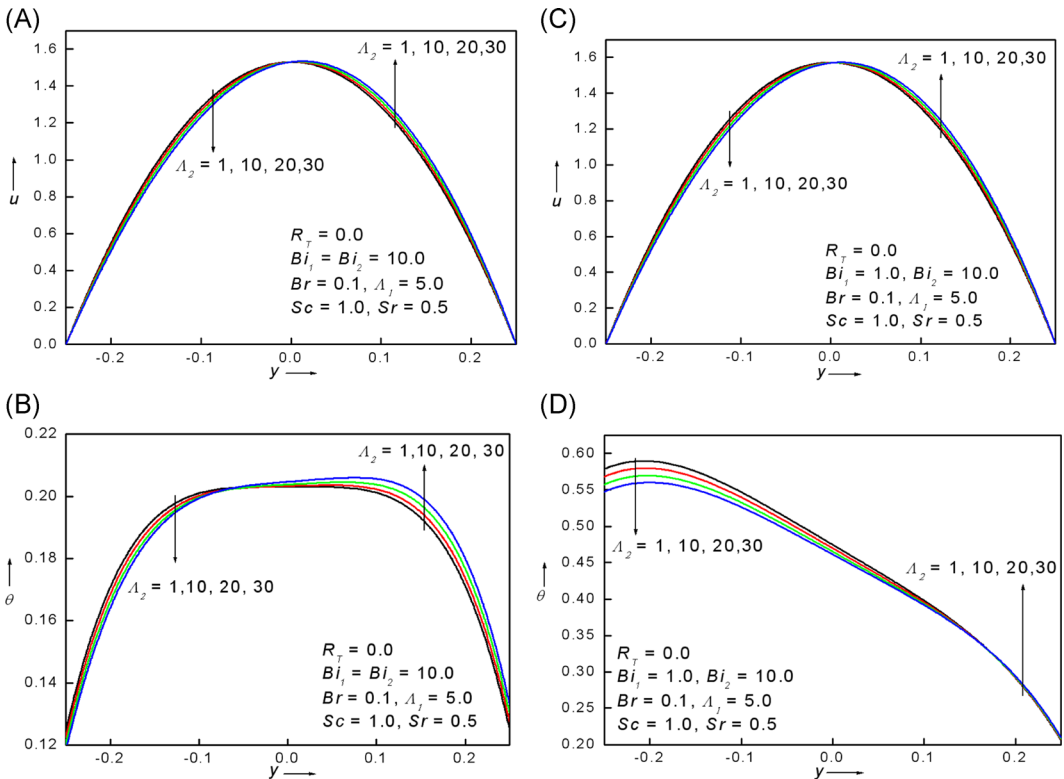 (A)
1.6
1.4
1.2
1.0
0.8
0.6
0.4
0.2
0.0
u
Λ₂ = 1, 10, 20,30
Λ₂ = 1, 10, 20,30
R_T = 0.0
Bi₁ = Bi₂ = 10.0
Br = 0.1, Λ₁ = 5.0
Sc = 1.0, Sr = 0.5
-0.2 -0.1 0.0 0.1 0.2
y
(C)
1.6
1.4
1.2
1.0
0.8
0.6
0.4
0.2
0.0
u
Λ₂ = 1, 10, 20,30
Λ₂ = 1, 10, 20,30
R_T = 0.0
Bi₁ = 1.0, Bi₂ = 10.0
Br = 0.1, Λ₁ = 5.0
Sc = 1.0, Sr = 0.5
-0.2 -0.1 0.0 0.1 0.2
y
(B)
0.22
0.20
0.18
0.16
0.14
0.12
θ
Λ₂ = 1,10, 20, 30
Λ₂ = 1,10, 20, 30
R_T = 0.0
Bi₁ = Bi₂ = 10.0
Br = 0.1, Λ₁ = 5.0
Sc = 1.0, Sr = 0.5
-0.2 -0.1 0.0 0.1 0.2
y
(D)
0.60
0.55
0.50
0.45
0.40
0.35
0.30
0.25
0.20
θ
Λ₂ = 1, 10, 20,30
Λ₂ = 1, 10, 20,30
R_T = 0.0
Bi₁ = 1.0, Bi₂ = 10.0
Br = 0.1, Λ₁ = 5.0
Sc = 1.0, Sr = 0.5
-0.2 -0.1 0.0 0.1 0.2
y